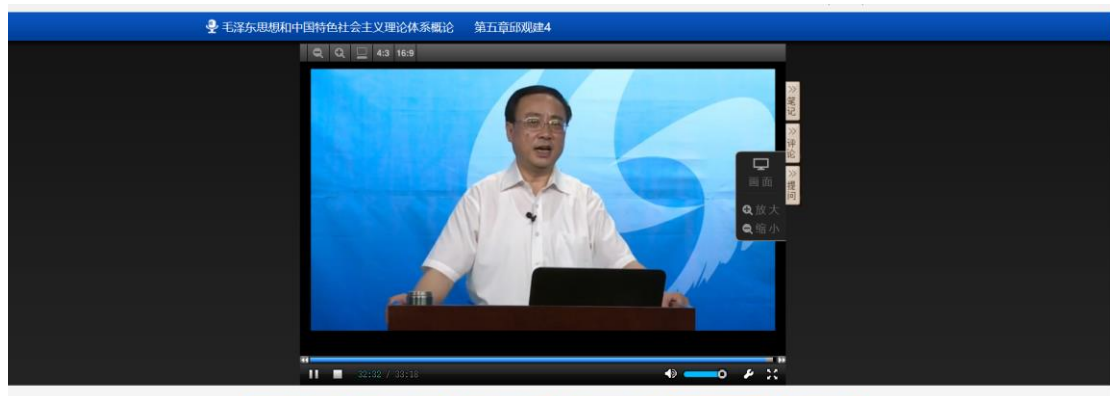 毛泽东思想和中国特色社会主义理论体系概论 第五章邱观建4
4:3 16:9
笔记
评论
提问
画面
放大
缩小
32:32 / 33:18